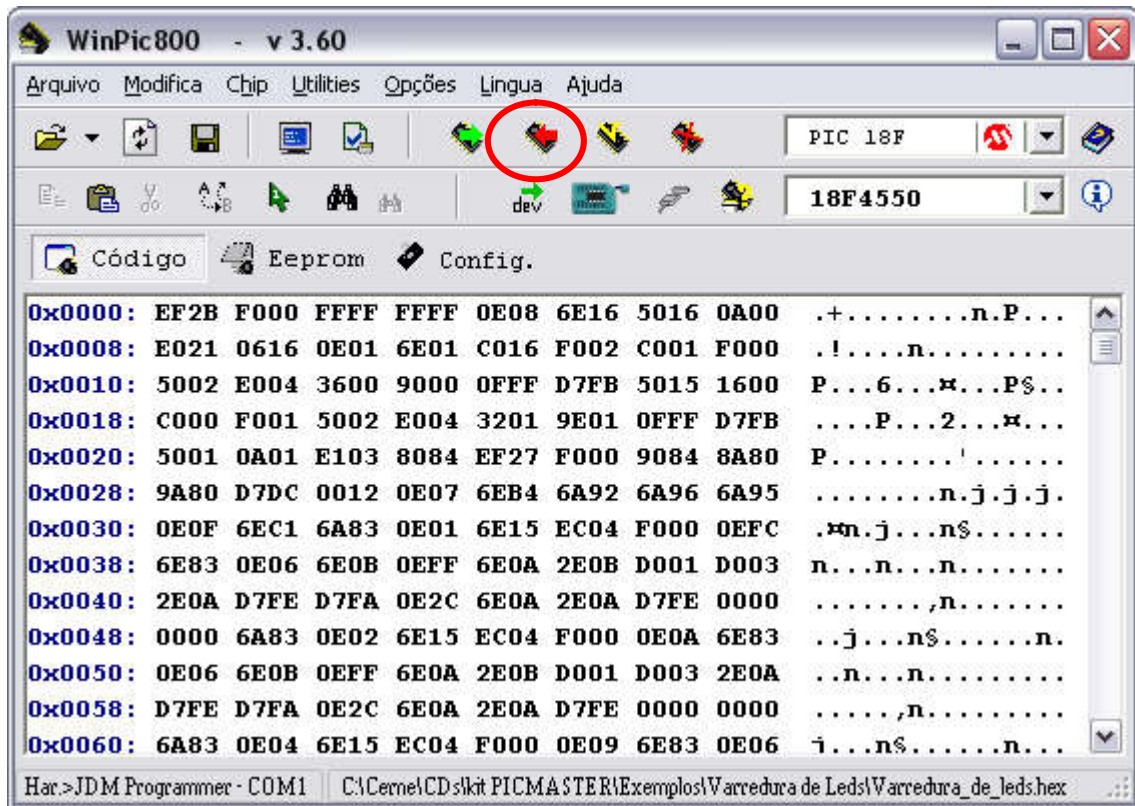 WinPic800 - v 3.60
Arquivo Modifica Chip Utilities Opções Lingua Ajuda
PIC 18F
dev 18F4550
Código Eeprom Config.
0x0000: EF2B F000 FFFF FFFF 0E08 6E16 5016 0A00 .+.........n.P...
0x0008: E021 0616 0E01 6E01 C016 F002 C001 F000 .!....n.........
0x0010: 5002 E004 3600 9000 0FFF D7FB 5015 1600 P...6...¤...P§..
0x0018: C000 F001 5002 E004 3201 9E01 0FFF D7FB ....P...2...¤...
0x0020: 5001 0A01 E103 8084 EF27 F000 9084 8A80 P........'......
0x0028: 9A80 D7DC 0012 0E07 6EB4 6A92 6A96 6A95 ........n.j.j.j.
0x0030: 0E0F 6EC1 6A83 0E01 6E15 EC04 F000 0EFC .¤n.j...n§......
0x0038: 6E83 0E06 6E0B 0EFF 6E0A 2E0B D001 D003 n...n...n.......
0x0040: 2E0A D7FE D7FA 0E2C 6E0A 2E0A D7FE 0000 .......,n.......
0x0048: 0000 6A83 0E02 6E15 EC04 F000 0E0A 6E83 ..j...n§......n.
0x0050: 0E06 6E0B 0EFF 6E0A 2E0B D001 D003 2E0A ..n...n.........
0x0058: D7FE D7FA 0E2C 6E0A 2E0A D7FE 0000 0000 .....,n.........
0x0060: 6A83 0E04 6E15 EC04 F000 0E09 6E83 0E06 j...n§......n...
Har.>JDM Programmer - COM1 C:\Cerne\CDs\kit PICMASTER\Exemplos\Varredura de Leds\Varredura_de_leds.hex